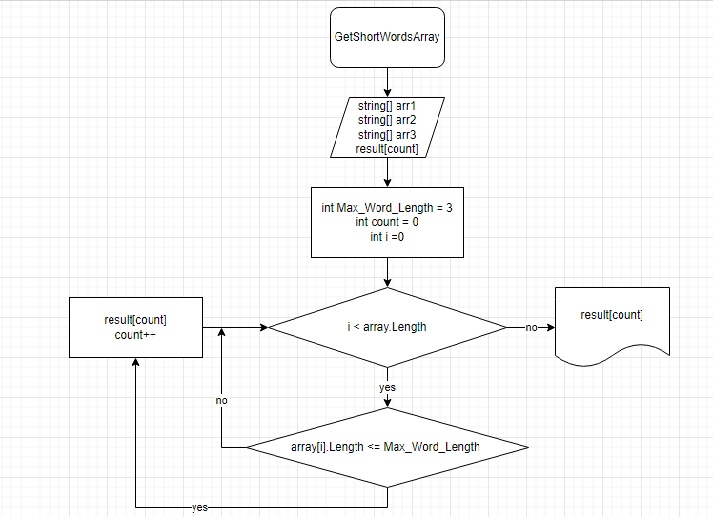 GetShortWordsArray
string[] arr1
string[] arr2
string[] arr3
result[count]
int Max_Word_Length = 3
int count = 0
int i =0
result[count]
count++
i < array.Length
no
result[count]
yes
no
array[i].Length <= Max_Word_Length
yes